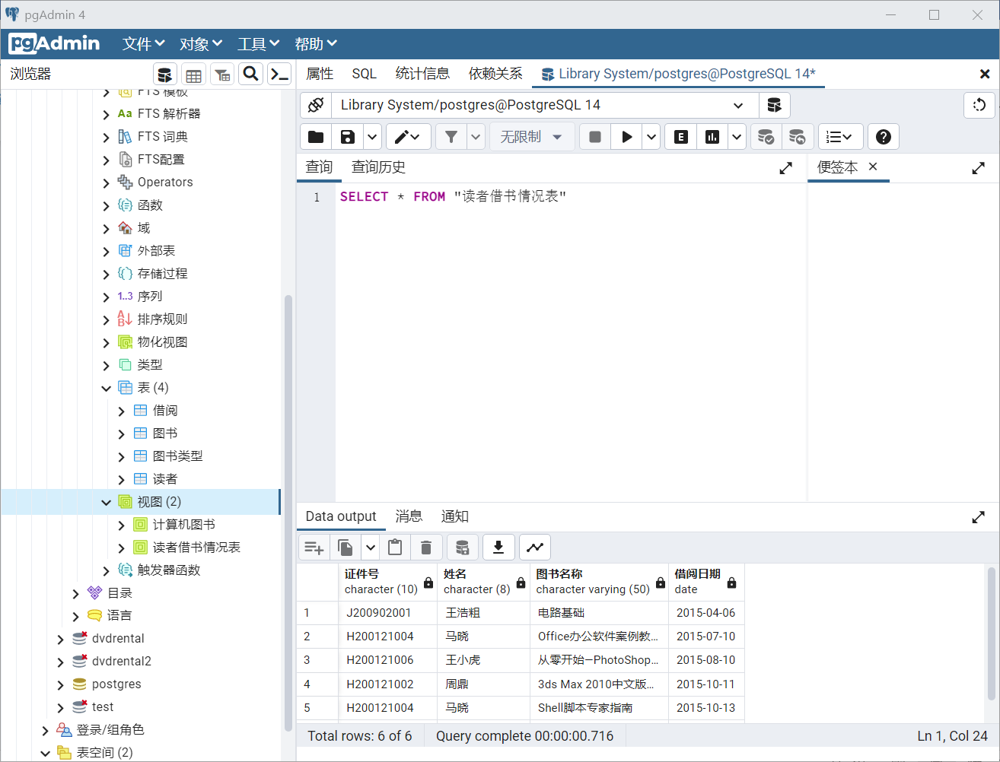 pgAdmin 4
pgAdmin 文件 对象 工具 帮助
浏览器
属性 SQL 统计信息 依赖关系 Library System/postgres@PostgreSQL 14*
Library System/postgres@PostgreSQL 14
无限制
查询 查询历史 便签本
1 SELECT * FROM "读者借书情况表"
FTS 模板
Aa FTS 解析器
FTS 词典
FTS配置
Operators
函数
域
外部表
存储过程
1..3 序列
排序规则
物化视图
类型
表 (4)
借阅
图书
图书类型
读者
视图 (2)
计算机图书
读者借书情况表
触发器函数
目录
语言
dvdrental
dvdrental2
postgres
test
登录/组角色
表空间 (2)
Data output 消息 通知
证件号 姓名 图书名称 借阅日期
character (10) character (8) character varying (50) date
1 J200902001 王浩粗 电路基础 2015-04-06
2 H200121004 马晓 Office办公软件案例教... 2015-07-10
3 H200121006 王小虎 从零开始—PhotoShop... 2015-08-10
4 H200121002 周鼎 3ds Max 2010中文版... 2015-10-11
5 H200121004 马晓 Shell脚本专家指南 2015-10-13
Total rows: 6 of 6 Query complete 00:00:00.716 Ln 1, Col 24